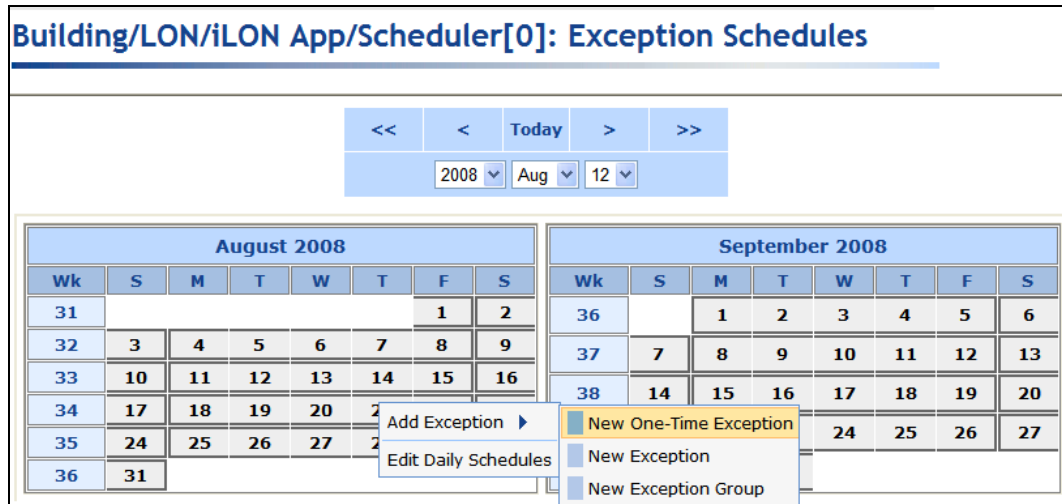 Building/LON/iLON App/Scheduler[0]: Exception Schedules
<< < Today > >>
2008 Aug 12
August 2008
Wk S M T W T F S
31 1 2
32 3 4 5 6 7 8 9
33 10 11 12 13 14 15 16
34 17 18 19 20
35 24 25 26 27
36 31
September 2008
Wk S M T W T F S
36 1 2 3 4 5 6
37 7 8 9 10 11 12 13
38 14 15 16 17 18 19 20
24 25 26 27
Add Exception
Edit Daily Schedules
New One-Time Exception
New Exception
New Exception Group